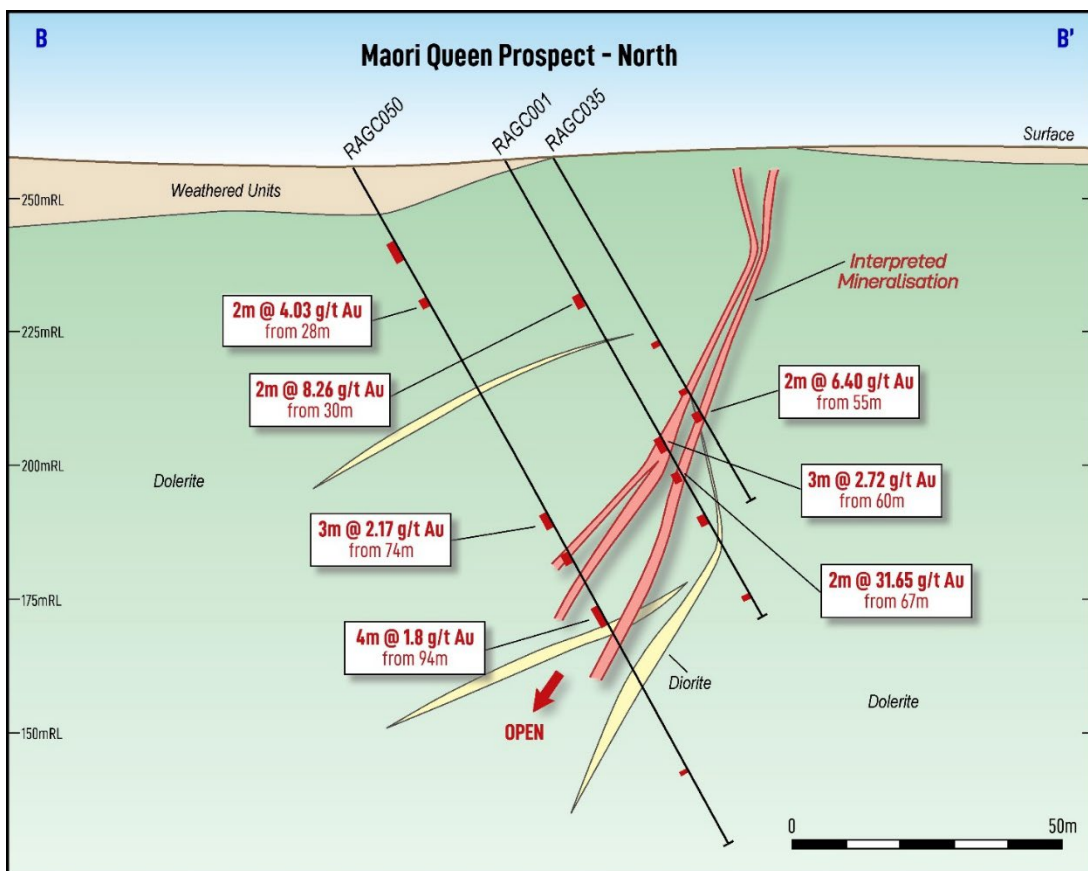 B
B'
Maori Queen Prospect - North
RAGC050
RAGC001
RAGC035
Surface
Weathered Units
250mRL
Interpreted
Mineralisation
2m @ 4.03 g/t Au
from 28m
225mRL
2m @ 8.26 g/t Au
from 30m
2m @ 6.40 g/t Au
from 55m
200mRL
Dolerite
3m @ 2.72 g/t Au
from 60m
3m @ 2.17 g/t Au
from 74m
2m @ 31.65 g/t Au
from 67m
175mRL
4m @ 1.8 g/t Au
from 94m
Diorite
Dolerite
OPEN
150mRL
0
50m